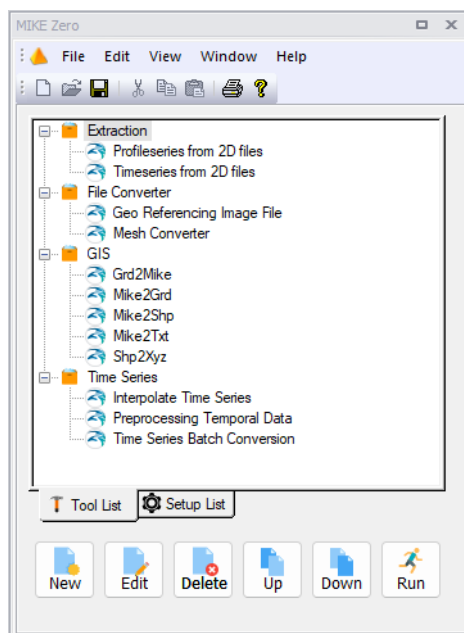 MIKE Zero
File Edit View Window Help
Extraction
Profileseries from 2D files
Timeseries from 2D files
File Converter
Geo Referencing Image File
Mesh Converter
GIS
Grd2Mike
Mike2Grd
Mike2Shp
Mike2Txt
Shp2Xyz
Time Series
Interpolate Time Series
Preprocessing Temporal Data
Time Series Batch Conversion
Tool List Setup List
New Edit Delete Up Down Run